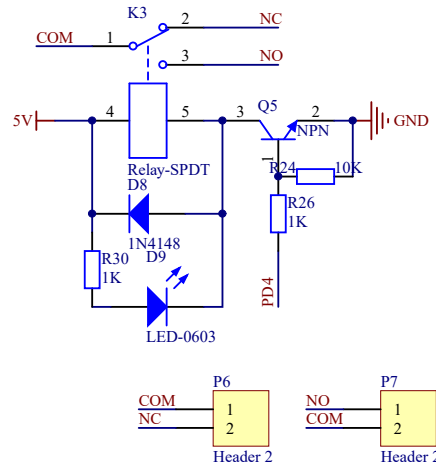 K3
2 NC
COM 1
3 NO
5V 4 5 3 Q5 2 GND
NPN
Relay-SPDT
1
R24 10K
D8
R26
1K
1N4148
D9
R30
1K
PD4
LED-0603
P6
COM 1
NC 2
Header 2
P7
NO 1
COM 2
Header 2